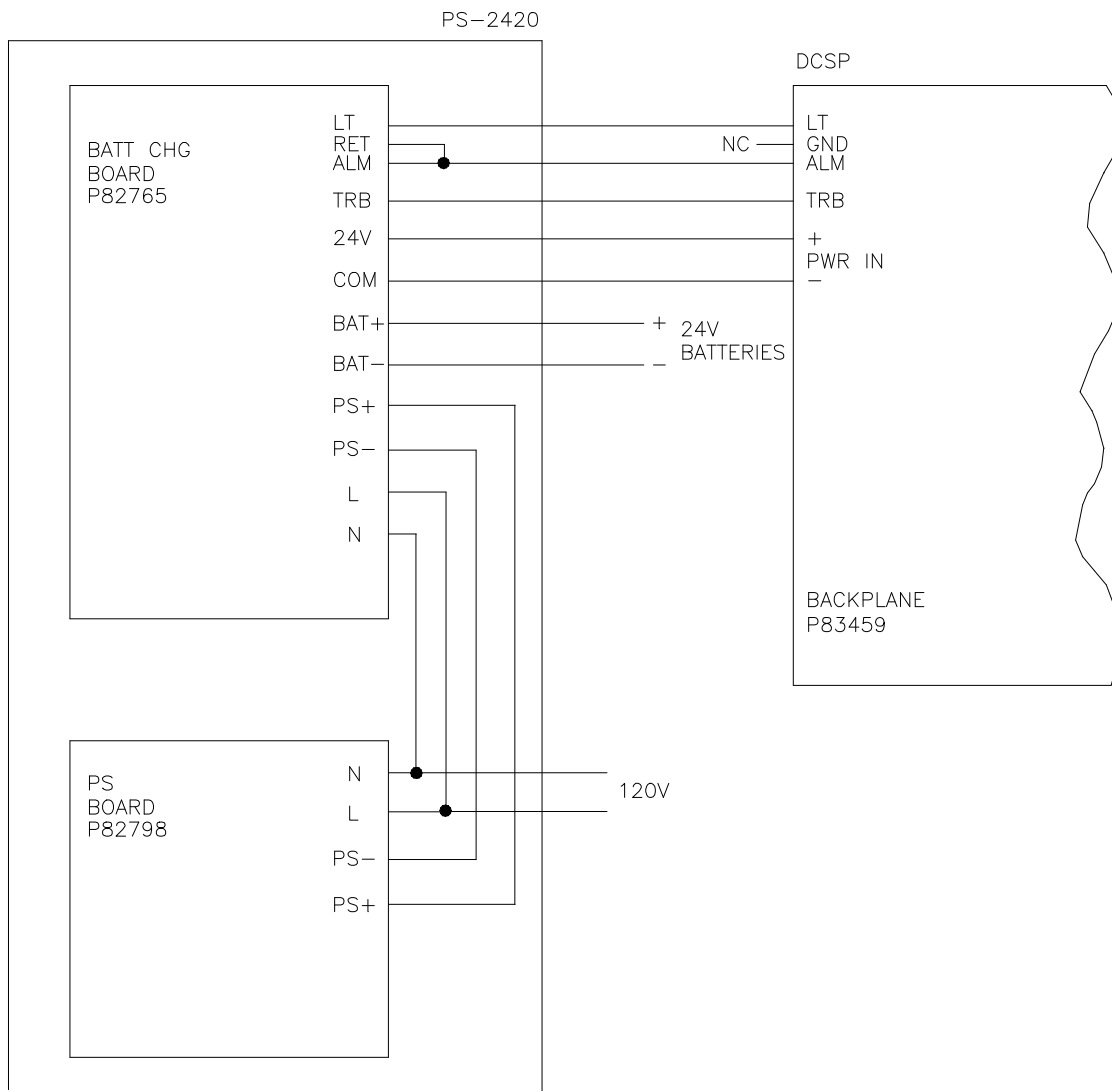 PS-2420
DCSP
BATT CHG
BOARD
P82765
LT
RET
ALM
TRB
24V
COM
BAT+
BAT-
PS+
PS-
L
N
NC
LT
GND
ALM
TRB
+
PWR IN
-
+
24V
BATTERIES
-
BACKPLANE
P83459
PS
BOARD
P82798
N
L
PS-
PS+
120V